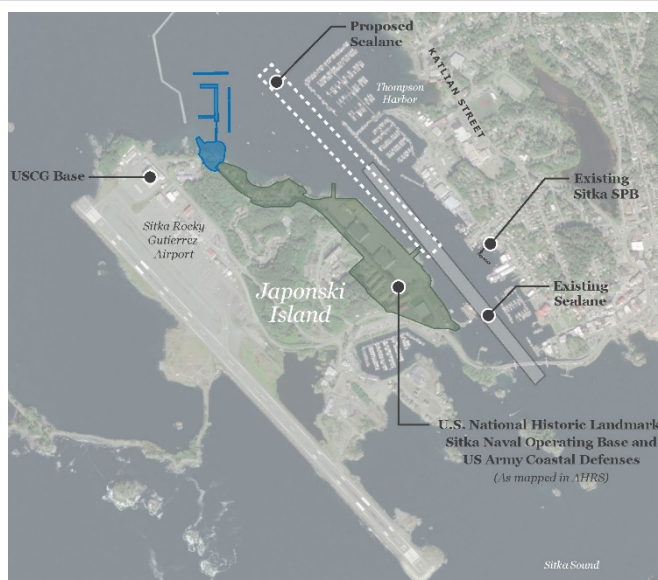 Proposed
Sealane
Thompson
Harbor
KATLIAN STREET
USCG Base
Existing
Sitka SPB
Sitka Rocky
Gutierrez
Airport
Japonski
Island
Existing
Sealane
U.S. National Historic Landmark
Sitka Naval Operating Base and
US Army Coastal Defenses
(As mapped in AHRS)
Sitka Sound